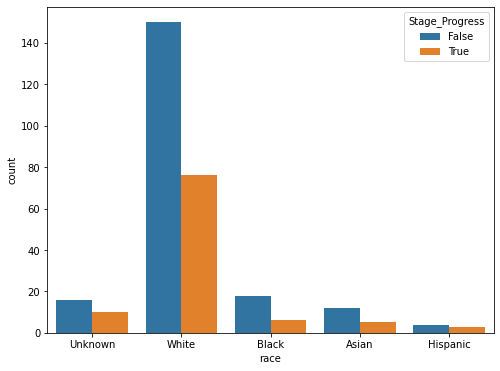 Stage_Progress
False
True
count
140
120
100
80
60
40
20
0
Unknown White Black Asian Hispanic
race